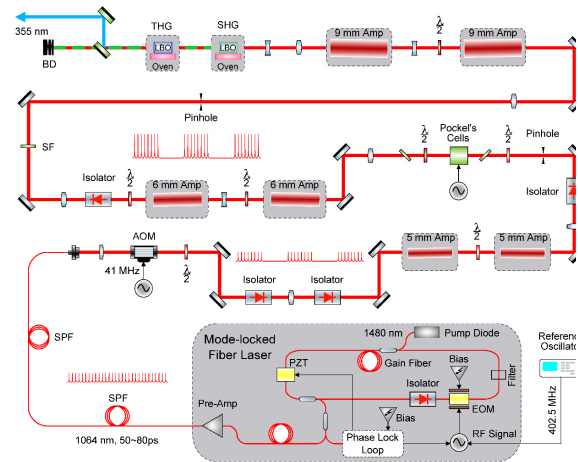 THG
SHG
9 mm Amp
λ/2
9 mm Amp
355 nm
LBO
LBO
BD
Oven
Oven
Pinhole
SF
Pockel's
Cells
λ/2
λ/2
Pinhole
Isolator
λ/2
6 mm Amp
λ/2
6 mm Amp
Isolator
AOM
λ/2
41 MHz
Isolator
Isolator
5 mm Amp
λ/2
5 mm Amp
SPF
Mode-locked
Fiber Laser
1480 nm
Pump Diode
Gain Fiber
PZT
Bias
Filter
Isolator
EOM
Reference
Oscillator
402.5 MHz
SPF
Pre-Amp
Bias
1064 nm, 50~80ps
Phase Lock
Loop
RF Signal